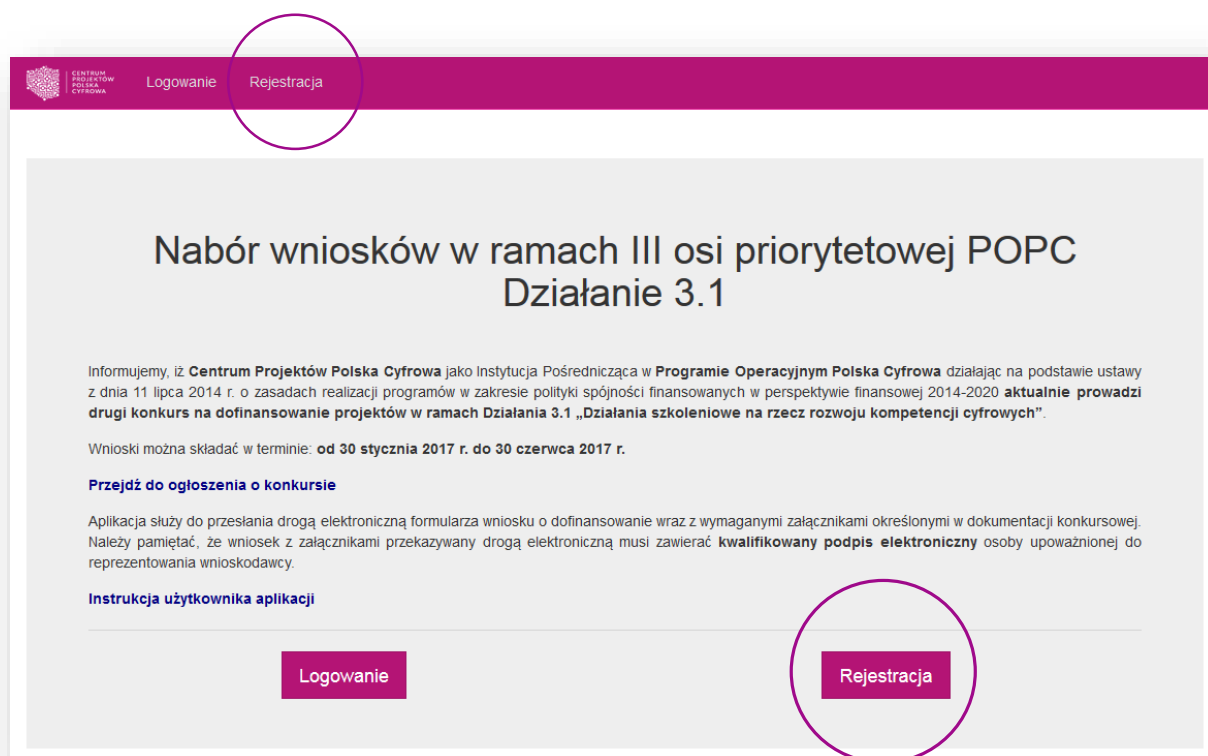 CENTRUM
PROJEKTÓW
POLSKA
CYFROWA
Logowanie Rejestracja
Nabór wniosków w ramach III osi priorytetowej POPC
Działanie 3.1
Informujemy, iż Centrum Projektów Polska Cyfrowa jako Instytucja Pośrednicząca w Programie Operacyjnym Polska Cyfrowa działając na podstawie ustawy
z dnia 11 lipca 2014 r. o zasadach realizacji programów w zakresie polityki spójności finansowanych w perspektywie finansowej 2014-2020 aktualnie prowadzi
drugi konkurs na dofinansowanie projektów w ramach Działania 3.1 „Działania szkoleniowe na rzecz rozwoju kompetencji cyfrowych”.
Wnioski można składać w terminie: od 30 stycznia 2017 r. do 30 czerwca 2017 r.
Przejdź do ogłoszenia o konkursie
Aplikacja służy do przesłania drogą elektroniczną formularza wniosku o dofinansowanie wraz z wymaganymi załącznikami określonymi w dokumentacji konkursowej.
Należy pamiętać, że wniosek z załącznikami przekazywany drogą elektroniczną musi zawierać kwalifikowany podpis elektroniczny osoby upoważnionej do
reprezentowania wnioskodawcy.
Instrukcja użytkownika aplikacji
Logowanie Rejestracja